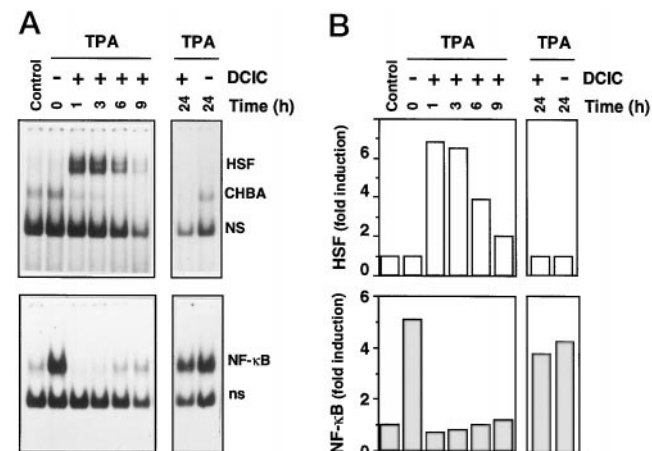 A
TPA TPA
- + + + + + - DCIC
Control 0 1 3 6 9 24 24 Time (h)
HSF
CHBA
NS
NF-κB
ns
B
TPA TPA
- + + + + + - DCIC
Control 0 1 3 6 9 24 24 Time (h)
HSF (fold induction)
6
4
2
0
NF-κB (fold induction)
6
4
2
0